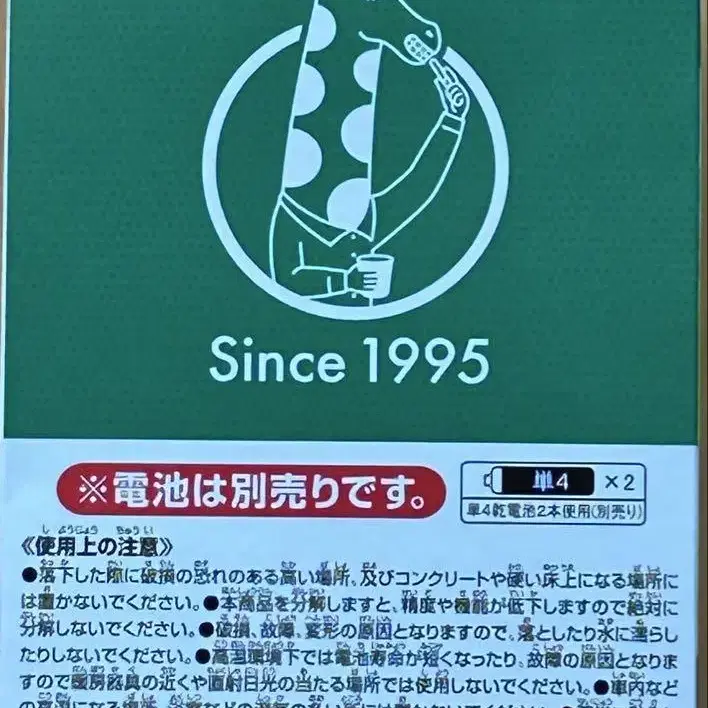 Since 1995
※電池は別売りです。
単4 ×2
単4乾電池2本使用(別売り)
《使用上の注意》
●落下した際に破損の恐れのある高い場所、及びコンクリートや硬い床上になる場所に
は置かないでください。●本商品を分解しますと、精度や機能が低下しますので絶対に
分解しないでください。●破損、故障、変形の原因となりますので、落としたり水に濡らし
たりしないでください。●高温環境下では電池寿命が短くなったり、故障の原因となりま
すので暖房器具の近くや直射日光の当たる場所では使用しないでください。●車内など